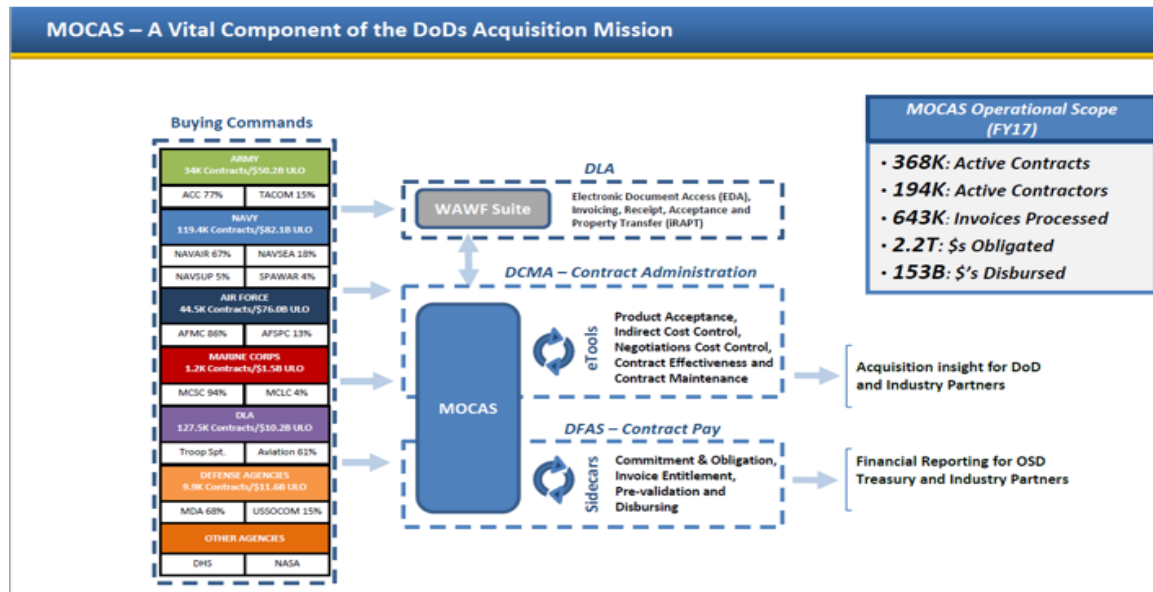 MOCAS – A Vital Component of the DoDs Acquisition Mission
Buying Commands
ARMY
34K Contracts/$50.2B ULO
ACC 77%
TACOM 15%
NAVY
119.4K Contracts/$82.1B ULO
NAVAIR 67%
NAVSEA 18%
NAVSUP 5%
SPAWAR 4%
AIR FORCE
44.5K Contracts/$76.0B ULO
AFMC 86%
AFSPC 13%
MARINE CORPS
1.2K Contracts/$1.5B ULO
MCSC 94%
MCLC 4%
DLA
127.5K Contracts/$10.2B ULO
Troop Spt.
Aviation 61%
DEFENSE AGENCIES
9.9K Contracts/$11.6B ULO
MDA 68%
USSOCOM 15%
OTHER AGENCIES
DHS
NASA
DLA
WAWF Suite
Electronic Document Access (EDA),
Invoicing, Receipt, Acceptance and
Property Transfer (iRAPT)
DCMA – Contract Administration
MOCAS
eTools
Product Acceptance,
Indirect Cost Control,
Negotiations Cost Control,
Contract Effectiveness and
Contract Maintenance
DFAS – Contract Pay
Sidecars
Commitment & Obligation,
Invoice Entitlement,
Pre-validation and
Disbursing
MOCAS Operational Scope
(FY17)
• 368K: Active Contracts
• 194K: Active Contractors
• 643K: Invoices Processed
• 2.2T: $s Obligated
• 153B: $'s Disbursed
Acquisition insight for DoD
and Industry Partners
Financial Reporting for OSD
Treasury and Industry Partners